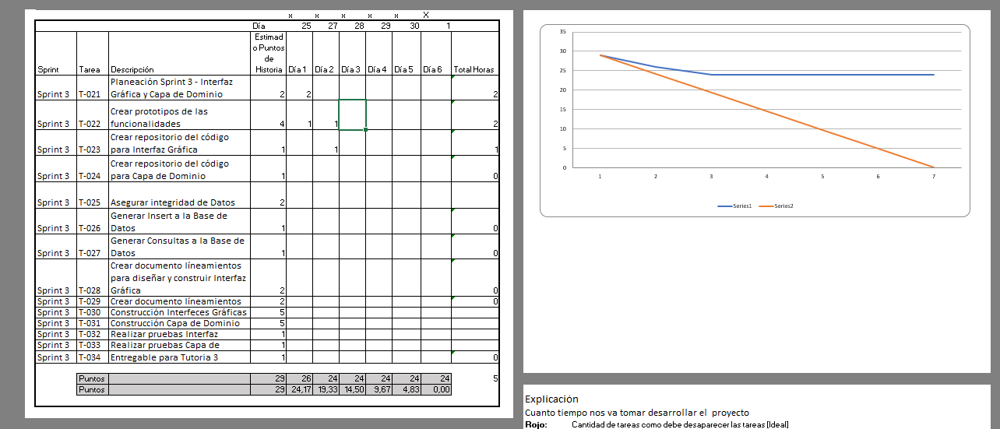 x x x x x X
Día 25 27 28 29 30 1
Estimad
o Puntos
de
Sprint Tarea Descripción Historia Día 1 Día 2 Día 3 Día 4 Día 5 Día 6 Total Horas
Planeación Sprint 3 - Interfaz
Sprint 3 T-021 Gráfica y Capa de Dominio 2 2 2
Crear prototipos de las
Sprint 3 T-022 funcionalidades 4 1 1 2
Crear repositorio del código
Sprint 3 T-023 para Interfaz Gráfica 1 1 1
Crear repositorio del código
Sprint 3 T-024 para Capa de Dominio 1 0
Sprint 3 T-025 Asegurar integridad de Datos 2
Generar Insert a la Base de
Sprint 3 T-026 Datos 1 0
Generar Consultas a la Base de
Sprint 3 T-027 Datos 1 0
Crear documento líneamientos
para diseñar y construir Interfaz
Sprint 3 T-028 Gráfica 2 0
Sprint 3 T-029 Crear documento líneamientos 2 0
Sprint 3 T-030 Construcción Interfeces Gráficas 5
Sprint 3 T-031 Construcción Capa de Dominio 5
Sprint 3 T-032 Realizar pruebas Interfaz 1
Sprint 3 T-033 Realizar pruebas Capa de 1
Sprint 3 T-034 Entregable para Tutoria 3 1 0
Puntos 29 26 24 24 24 24 24 5
Puntos 29 24,17 19,33 14,50 9,67 4,83 0,00
35
30
25
20
15
10
5
0
1 2 3 4 5 6 7
Series1 Series2
Explicación
Cuanto tiempo nos va tomar desarrollar el proyecto
Rojo: Cantidad de tareas como debe desaparecer las tareas [Ideal]